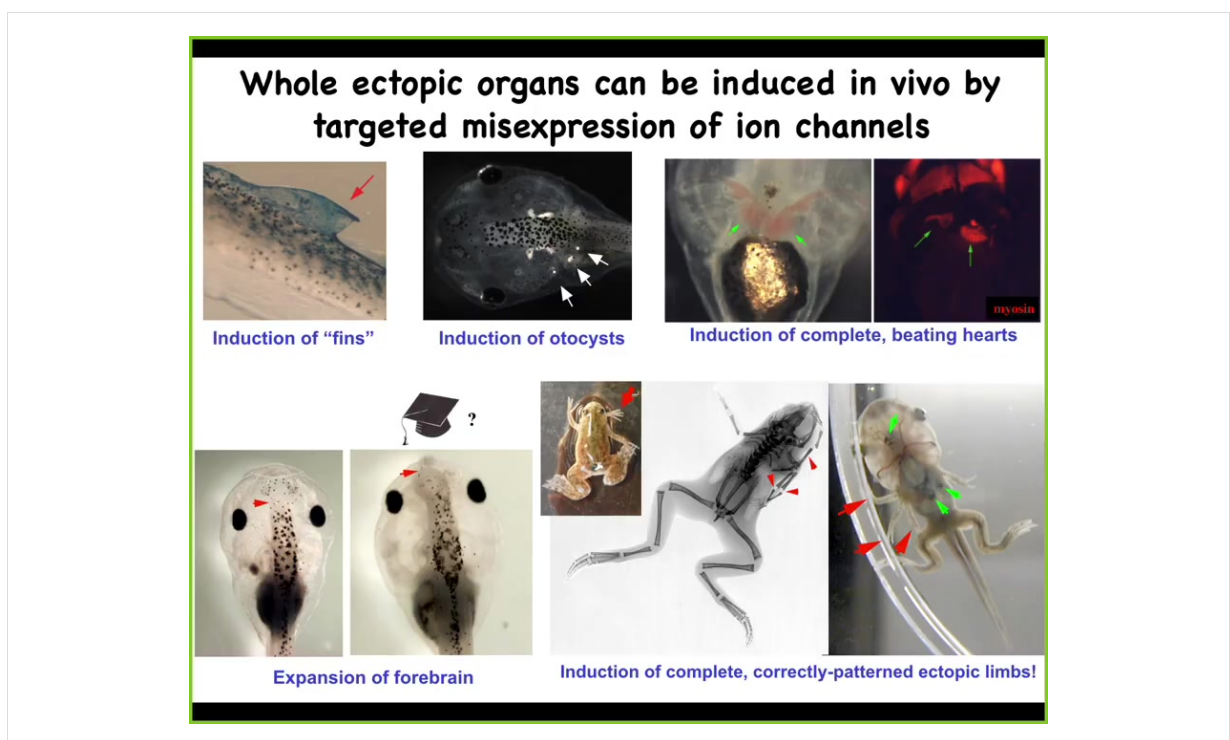 Whole ectopic organs can be induced in vivo by
targeted misexpression of ion channels
Induction of “fins”
Induction of otocysts
myosin
Induction of complete, beating hearts
?
Expansion of forebrain
Induction of complete, correctly-patterned ectopic limbs!